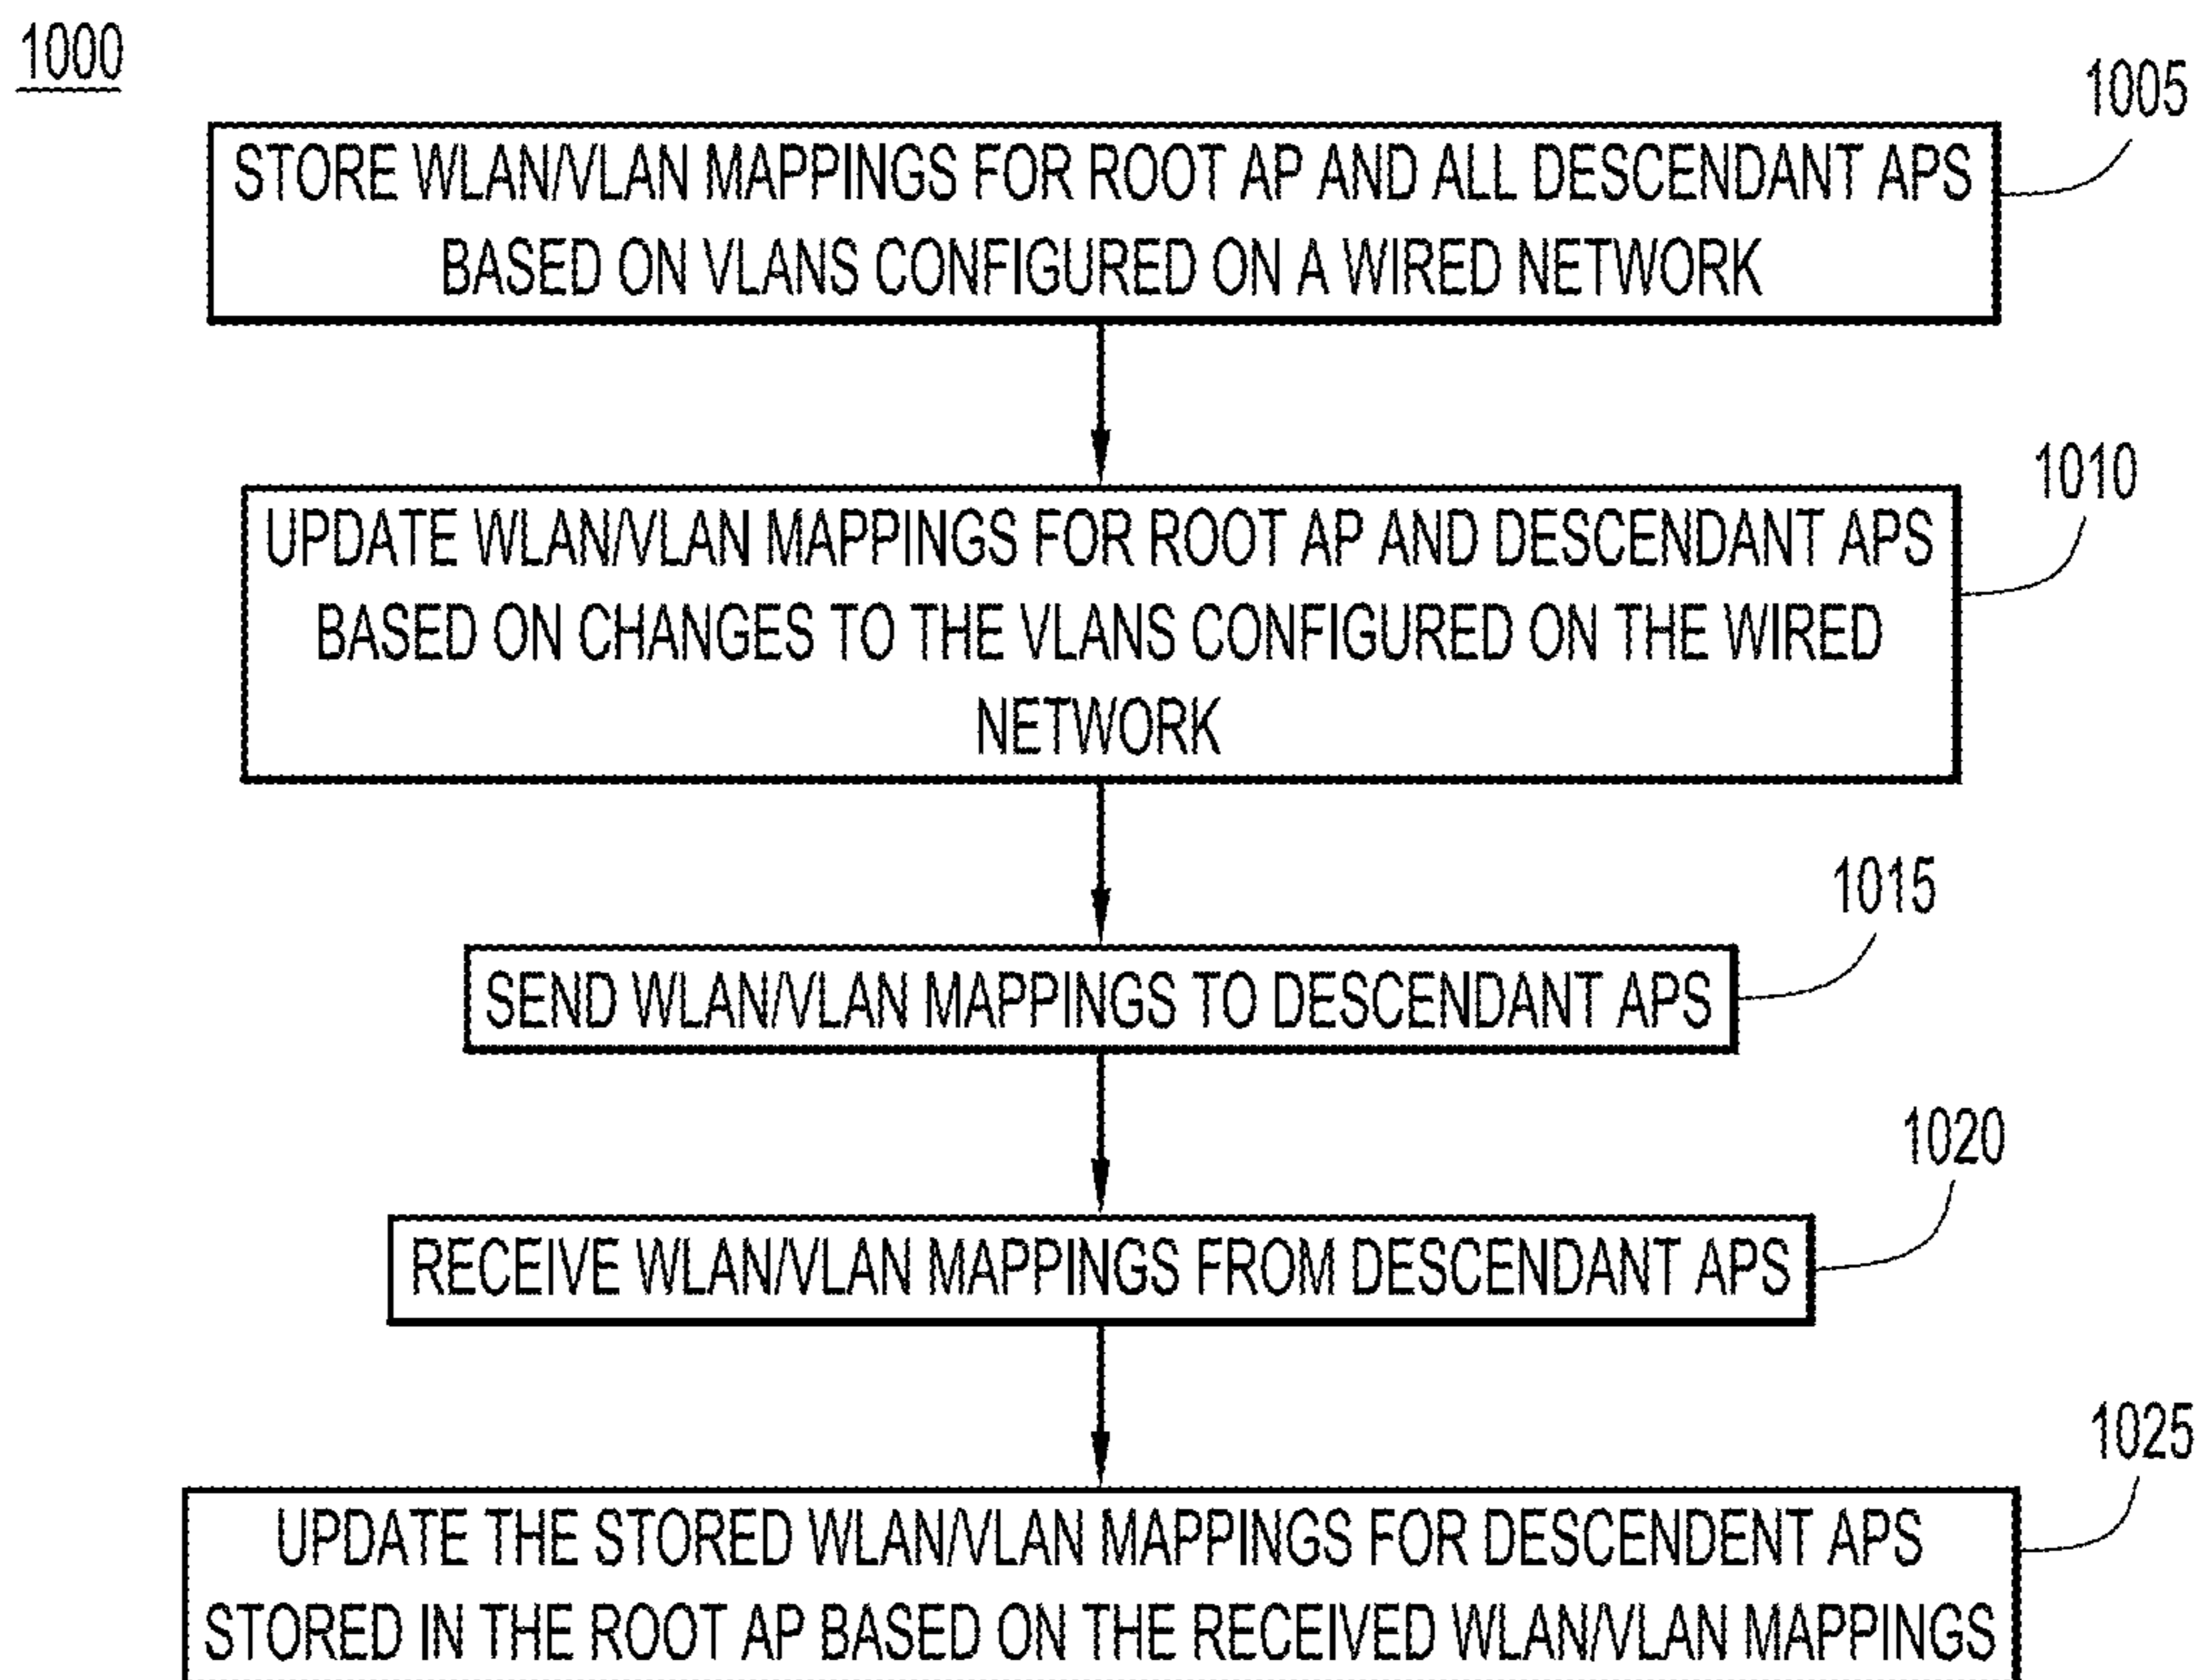 1000
1005
STORE WLAN/VLAN MAPPINGS FOR ROOT AP AND ALL DESCENDANT APS
BASED ON VLANS CONFIGURED ON A WIRED NETWORK
1010
UPDATE WLAN/VLAN MAPPINGS FOR ROOT AP AND DESCENDANT APS
BASED ON CHANGES TO THE VLANS CONFIGURED ON THE WIRED
NETWORK
1015
SEND WLAN/VLAN MAPPINGS TO DESCENDANT APS
1020
RECEIVE WLAN/VLAN MAPPINGS FROM DESCENDANT APS
1025
UPDATE THE STORED WLAN/VLAN MAPPINGS FOR DESCENDENT APS
STORED IN THE ROOT AP BASED ON THE RECEIVED WLAN/VLAN MAPPINGS